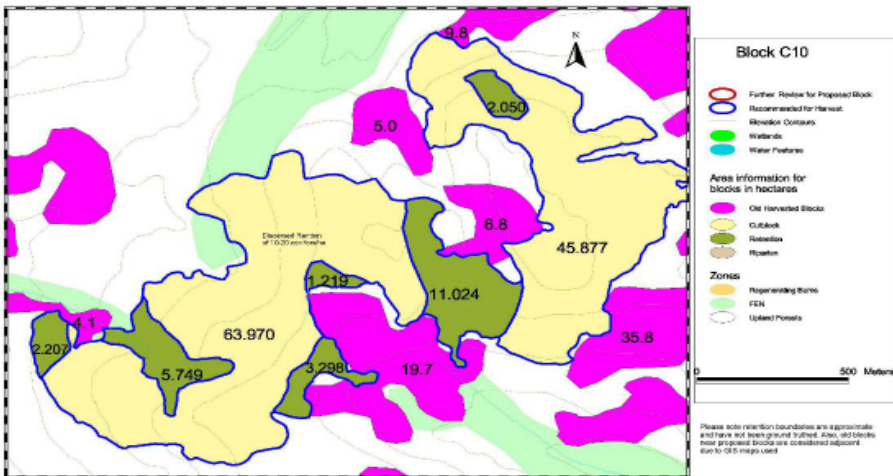 9.8
N
2.050
5.0
6.8
45.877
Dispersed Retention
of 10-20 stems/ha
1.219
11.024
4.1
63.970
35.8
2.207
5.749
3.298
19.7
Block C10
Further Review for Proposed Block
Recommended for Harvest
Elevation Contours
Wetlands
Water Features
Area information for
blocks in hectares
Old Harvested Blocks
Cutblock
Retention
Riparian
Zones
Regenerating Burns
FEN
Upland Forests
0 500 Meters
Please note retention boundaries are approximate
and have not been ground truthed. Also, old blocks
near proposed blocks are considered adjacent
due to GIS maps used